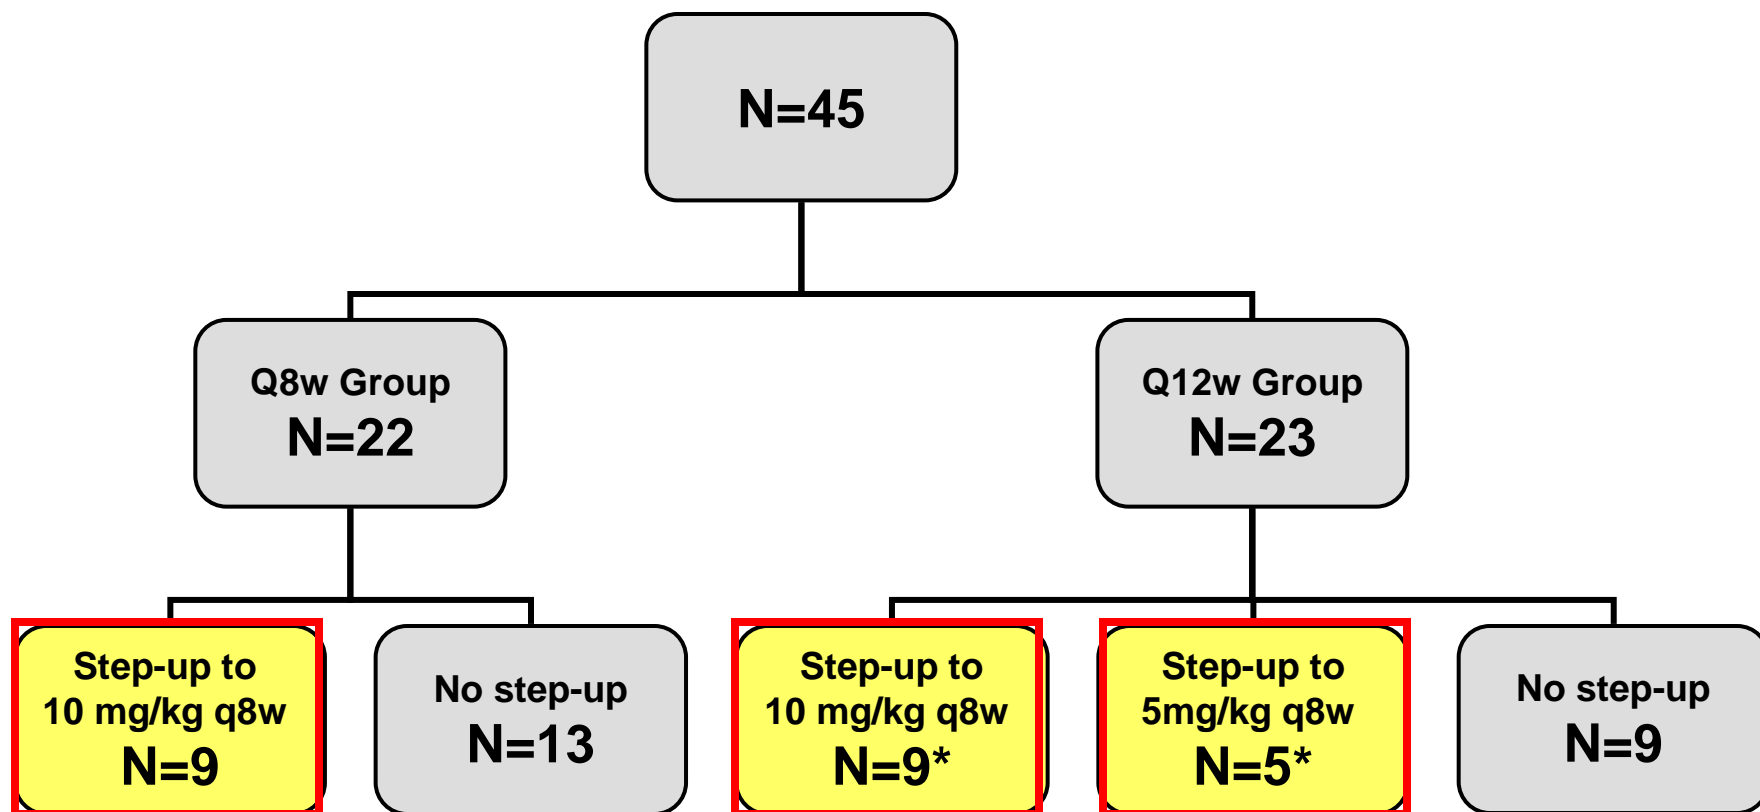 N=45
Q8w Group
N=22
Q12w Group
N=23
Step-up to
10 mg/kg q8w
N=9
No step-up
N=13
Step-up to
10 mg/kg q8w
N=9*
Step-up to
5mg/kg q8w
N=5*
No step-up
N=9